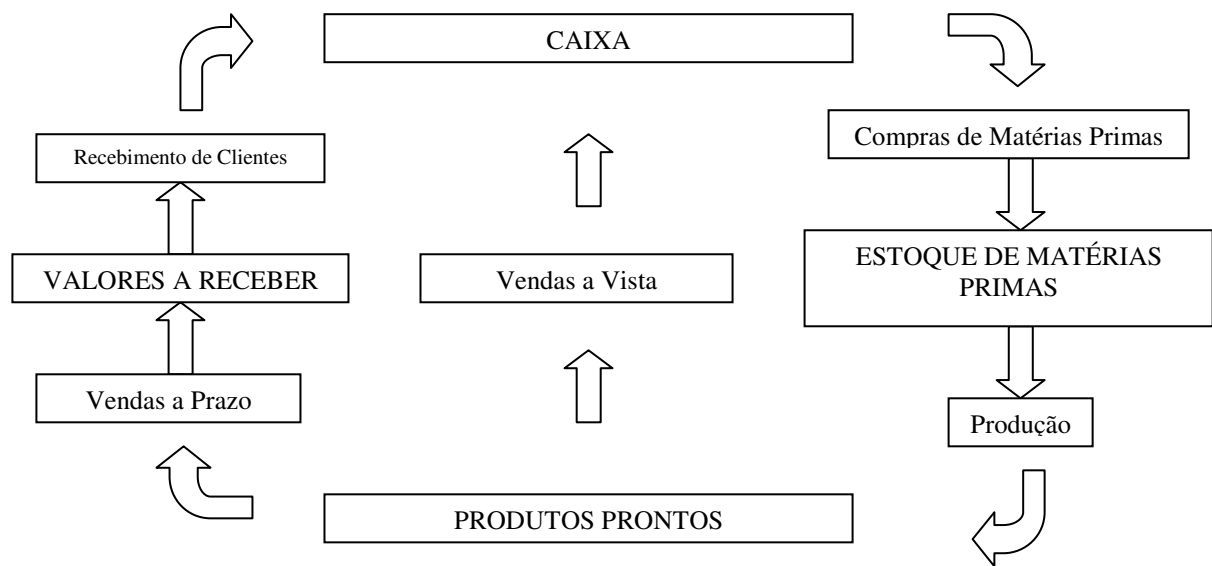 CAIXA
Compras de Matérias Primas
Recebimento de Clientes
VALORES A RECEBER
Vendas a Vista
ESTOQUE DE MATÉRIAS
PRIMAS
Vendas a Prazo
Produção
PRODUTOS PRONTOS